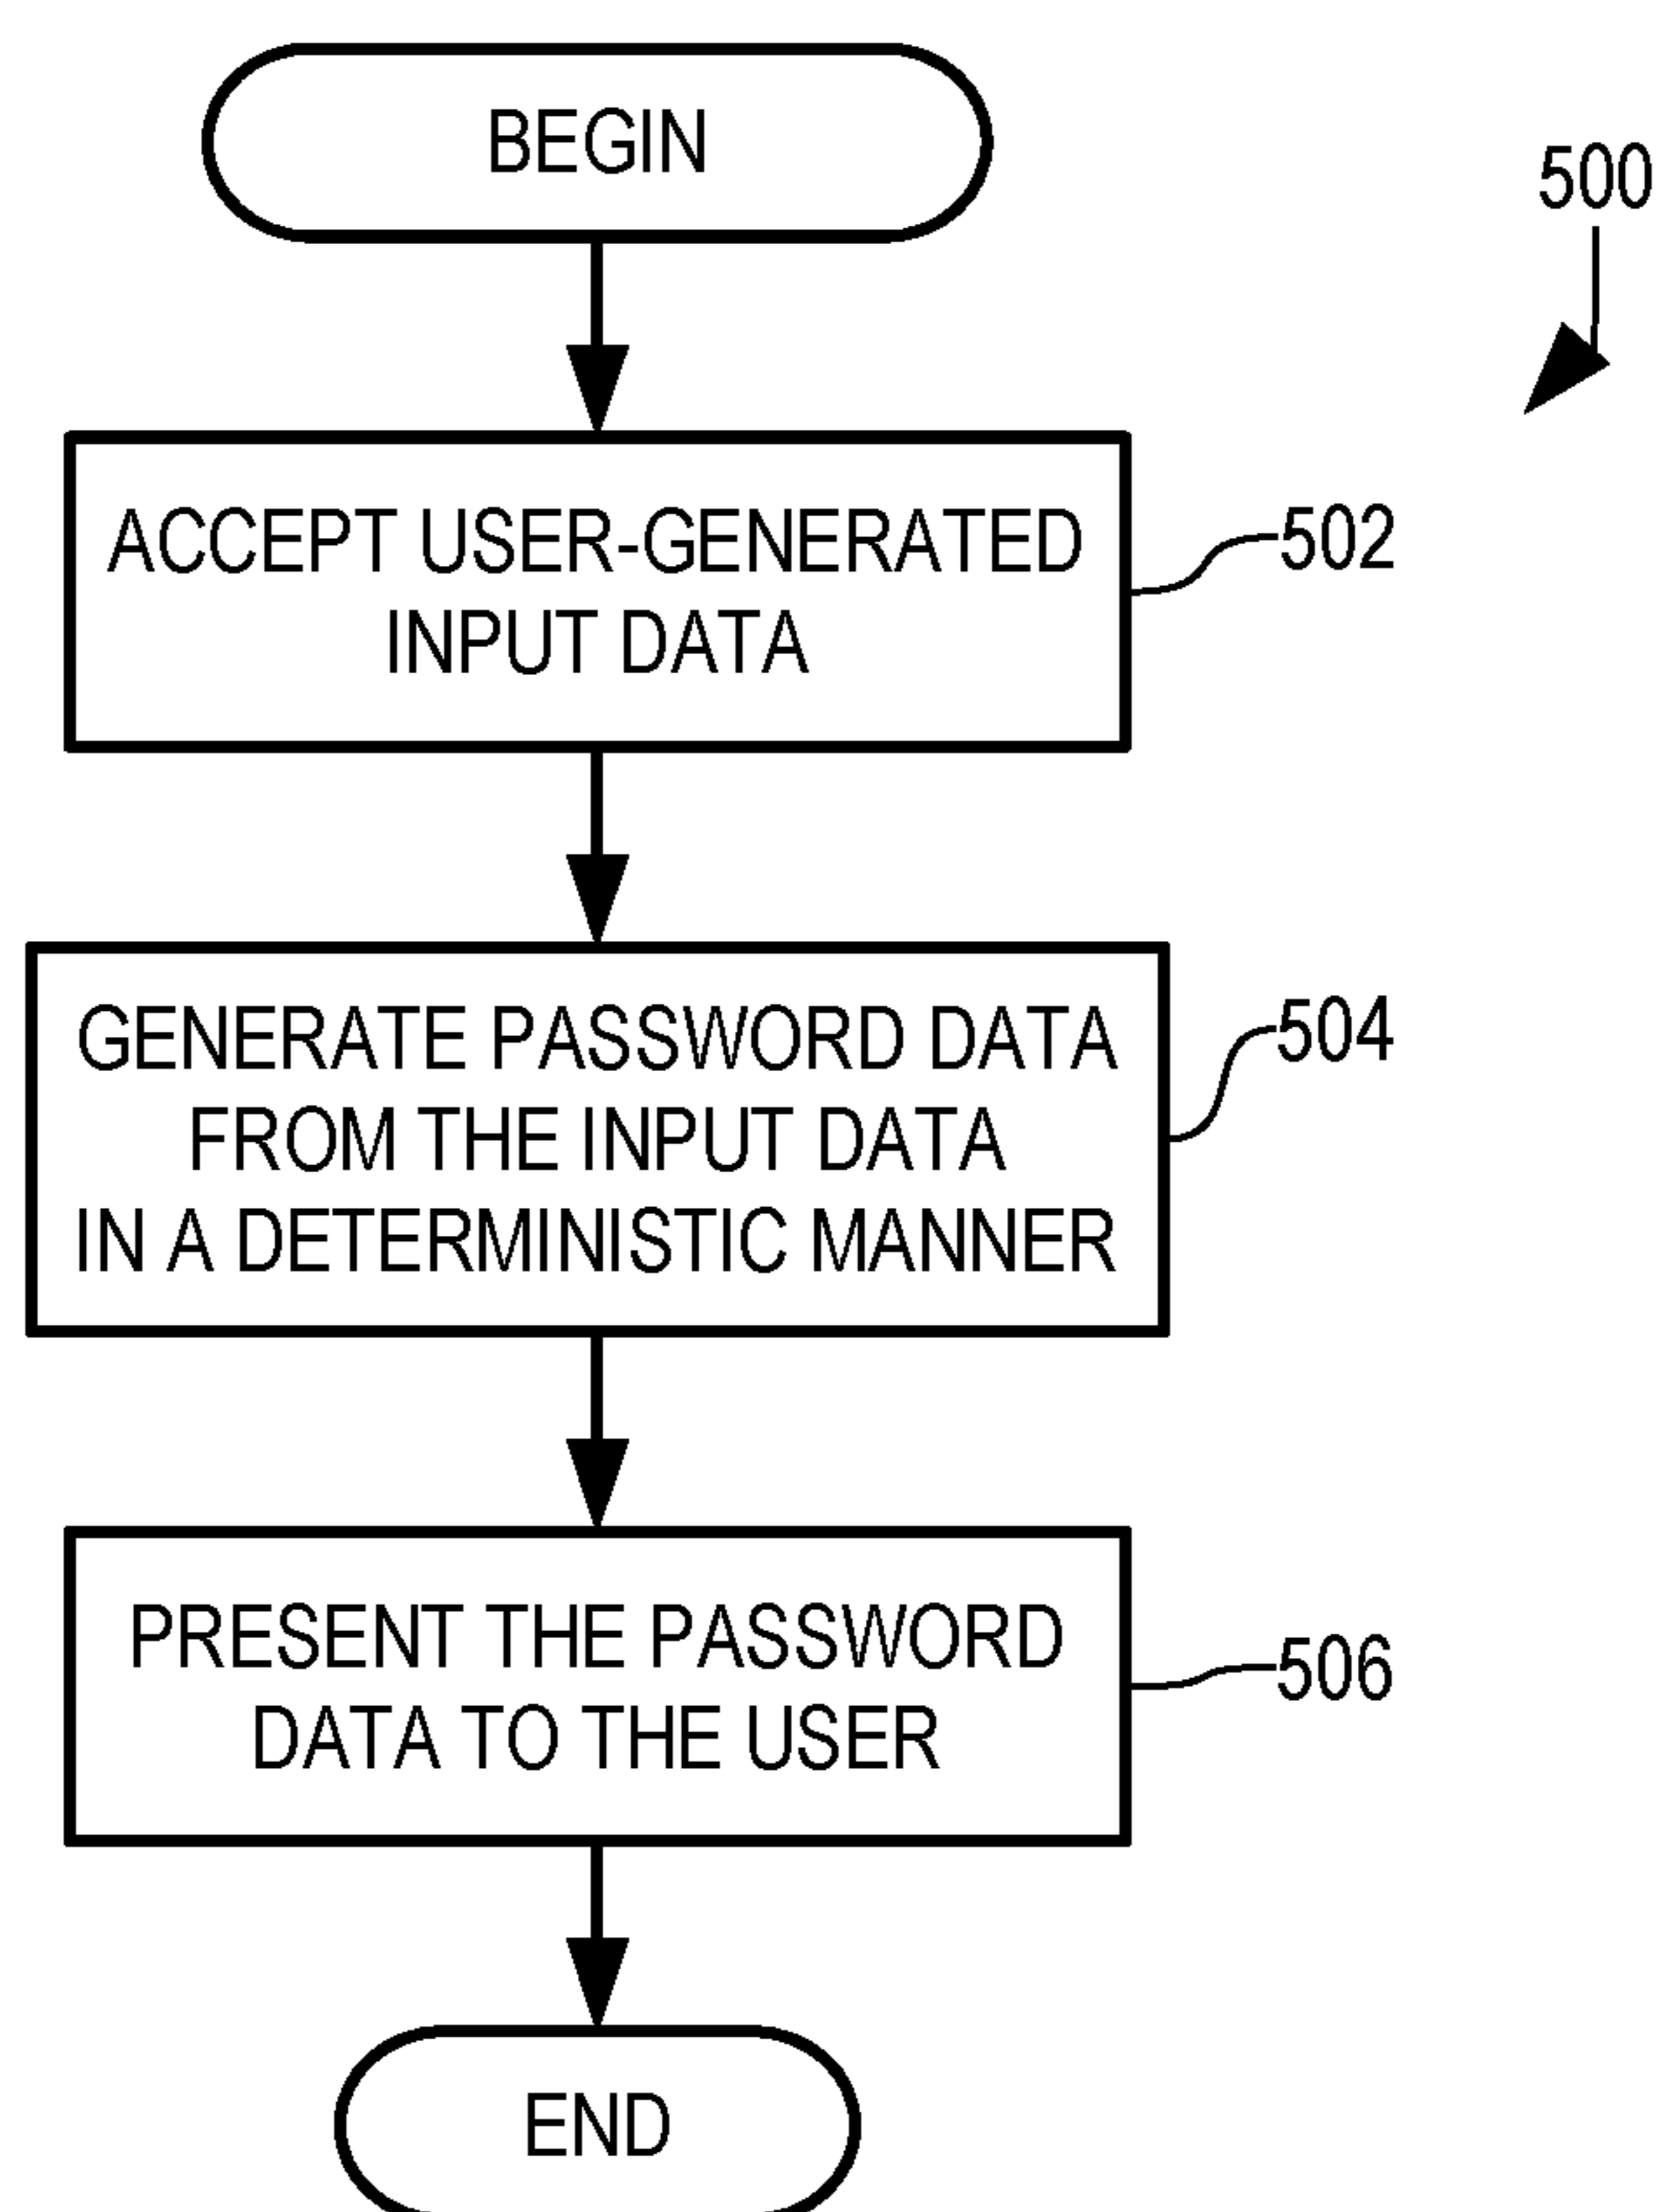 BEGIN
500
ACCEPT USER-GENERATED
INPUT DATA
502
GENERATE PASSWORD DATA
FROM THE INPUT DATA
IN A DETERMINISTIC MANNER
504
PRESENT THE PASSWORD
DATA TO THE USER
506
END